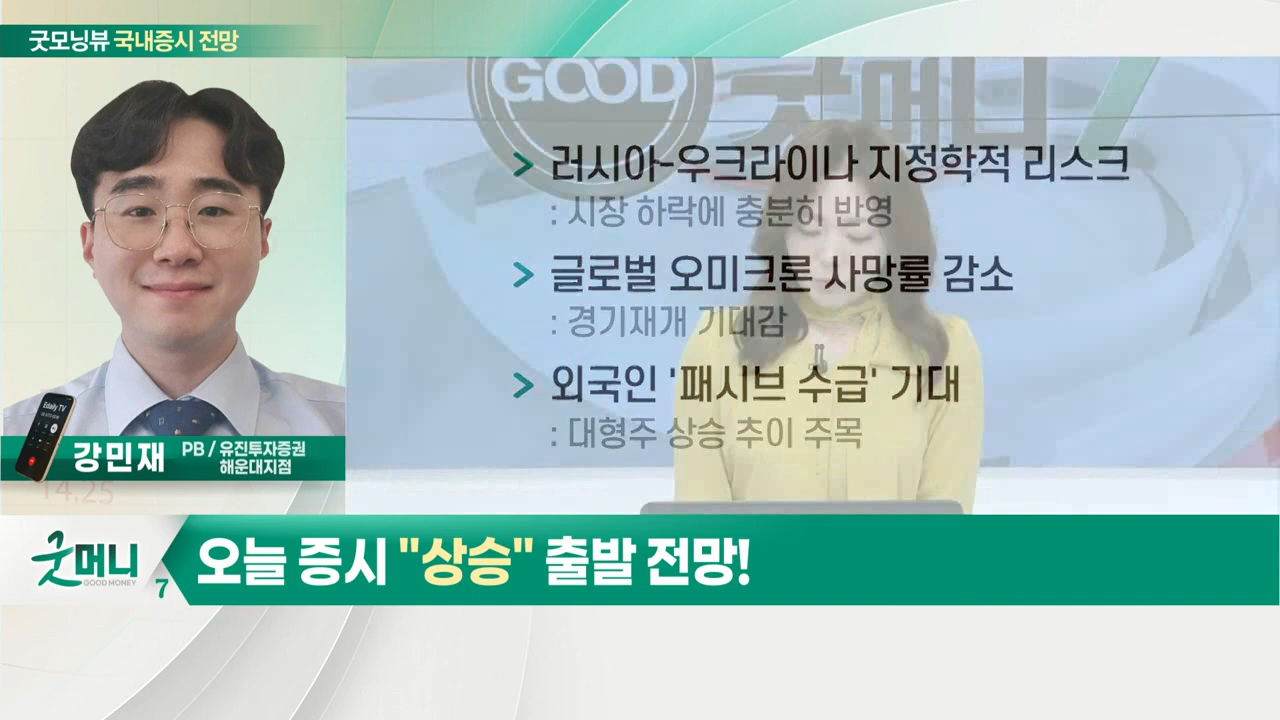 굿모닝뷰 국내증시 전망
GOOD 굿머니 7
> 러시아-우크라이나 지정학적 리스크
: 시장 하락에 충분히 반영
> 글로벌 오미크론 사망률 감소
: 경기재개 기대감
> 외국인 '패시브 수급' 기대
: 대형주 상승 추이 주목
Edaily TV
강민재 PB / 유진투자증권
해운대지점
14.25
굿머니 7
GOOD MONEY
오늘 증시 "상승" 출발 전망!